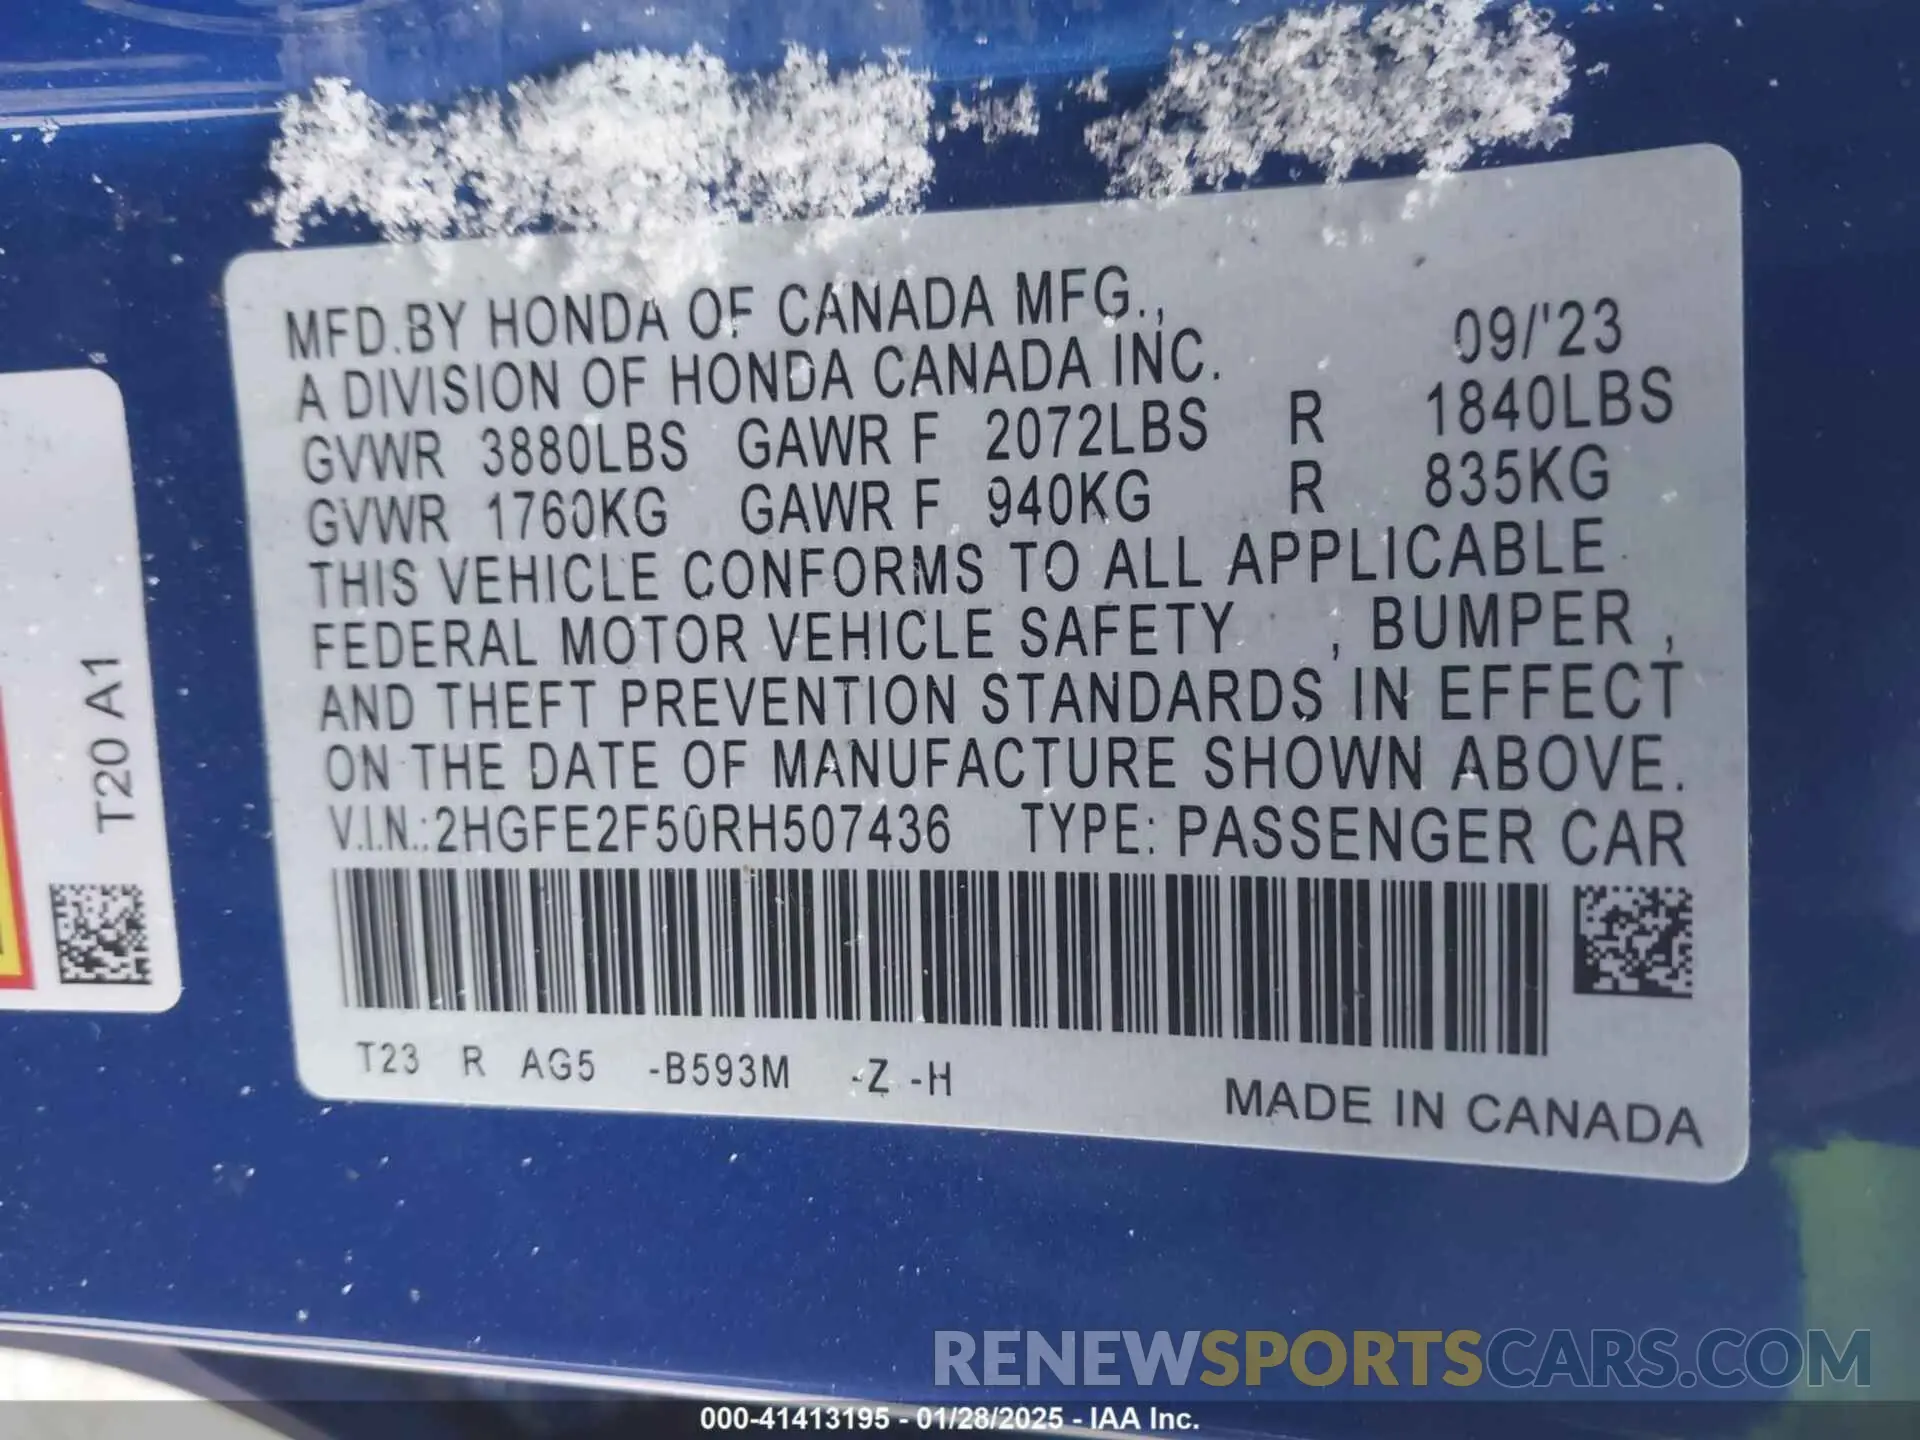 MFD.BY HONDA OF CANADA MFG.,
A DIVISION OF HONDA CANADA INC. 09/'23
GVWR 3880LBS GAWR F 2072LBS R 1840LBS
GVWR 1760KG GAWR F 940KG R 835KG
THIS VEHICLE CONFORMS TO ALL APPLICABLE
FEDERAL MOTOR VEHICLE SAFETY , BUMPER ,
AND THEFT PREVENTION STANDARDS IN EFFECT
ON THE DATE OF MANUFACTURE SHOWN ABOVE.
V.I.N.:2HGFE2F50RH507436 TYPE: PASSENGER CAR
T23 R AG5 -B593M -Z -H
MADE IN CANADA
T20 A1
RENEWSPORTSCARS.COM
000-41413195 - 01/28/2025 - IAA Inc.